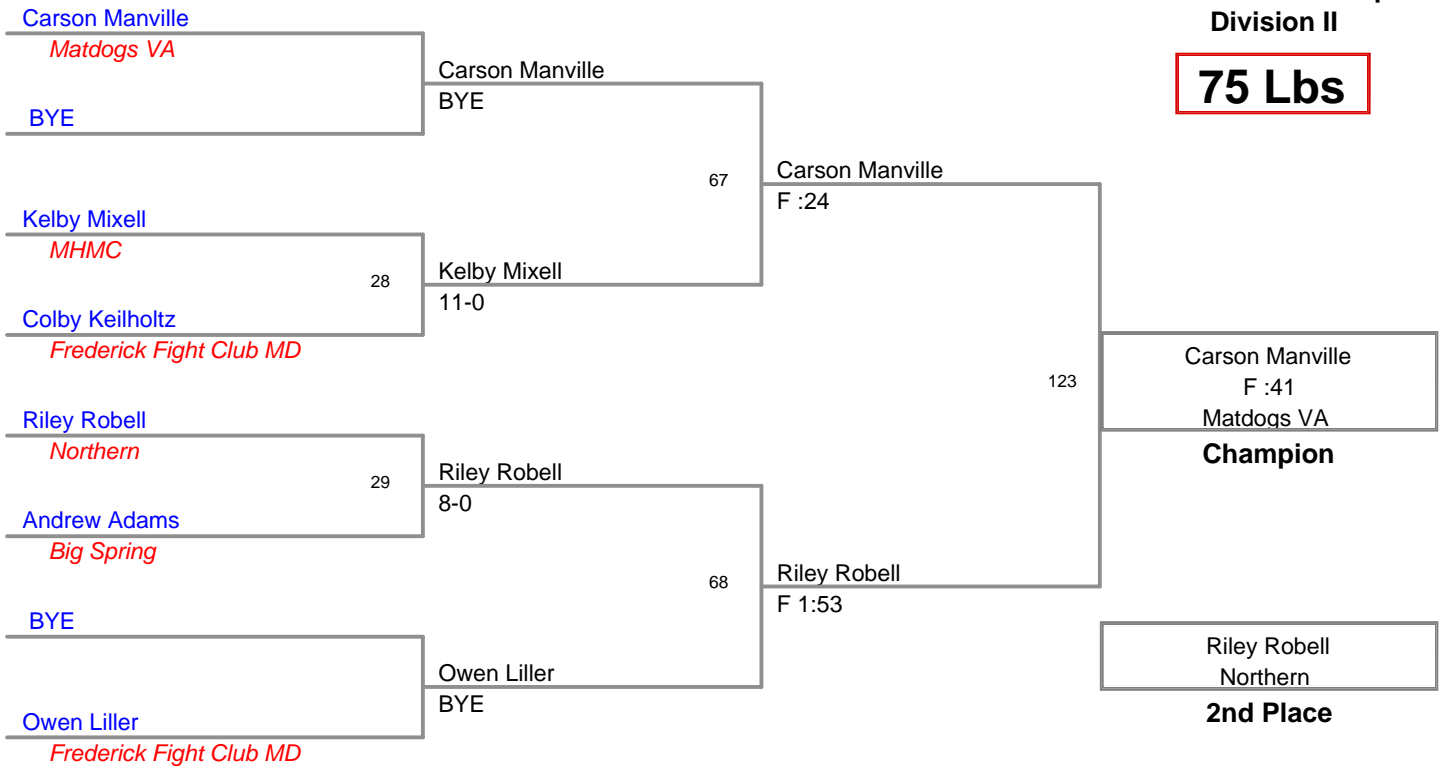 Division II
75 Lbs
Carson Manville
Matdogs VA
BYE
Kelby Mixell
MHMC
Colby Keilholtz
Frederick Fight Club MD
Riley Robell
Northern
Andrew Adams
Big Spring
BYE
Owen Liller
Frederick Fight Club MD
28
29
Carson Manville
BYE
Kelby Mixell
11-0
Riley Robell
8-0
Owen Liller
BYE
67
68
Carson Manville
F :24
Riley Robell
F 1:53
123
Carson Manville
F :41
Matdogs VA
Champion
Riley Robell
Northern
2nd Place